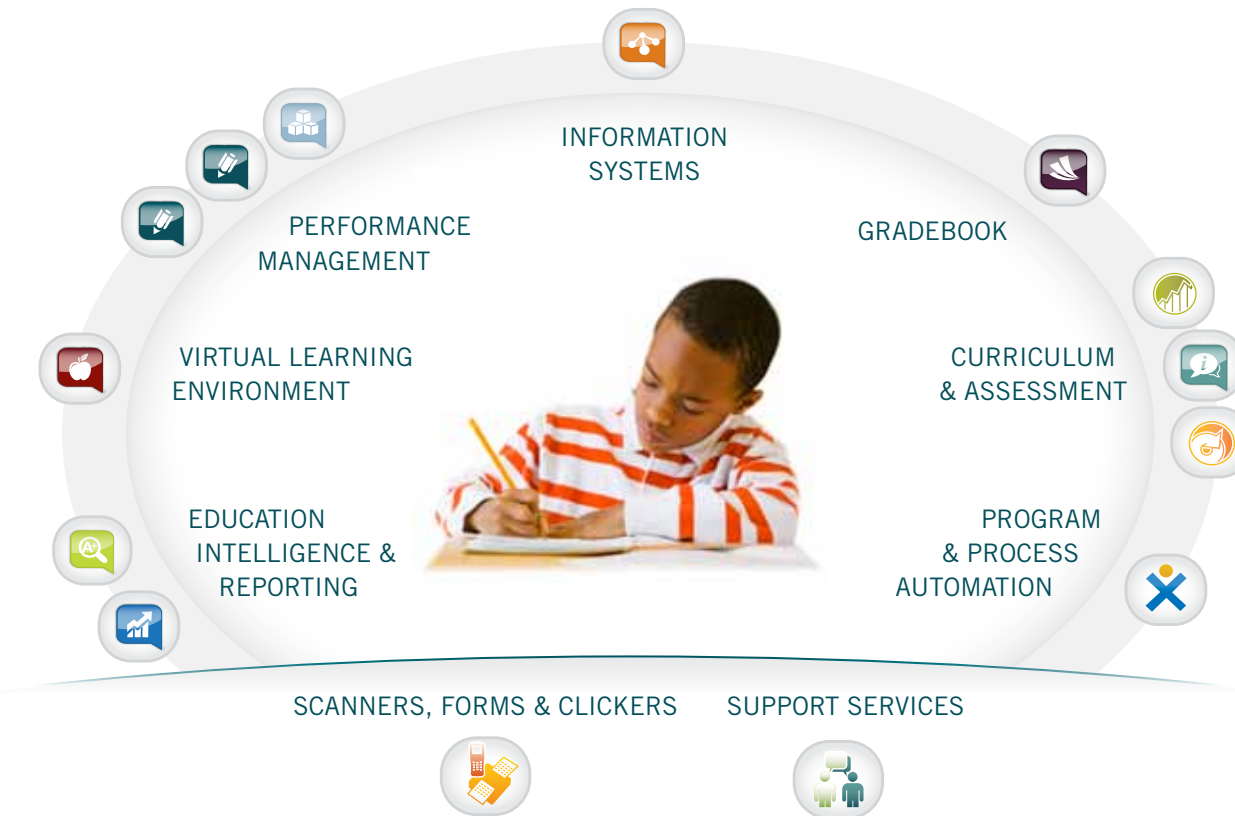 INFORMATION
SYSTEMS
PERFORMANCE
MANAGEMENT
GRADEBOOK
VIRTUAL LEARNING
ENVIRONMENT
CURRICULUM
& ASSESSMENT
EDUCATION
INTELLIGENCE &
REPORTING
PROGRAM
& PROCESS
AUTOMATION
SCANNERS, FORMS & CLICKERS
SUPPORT SERVICES
A+
i